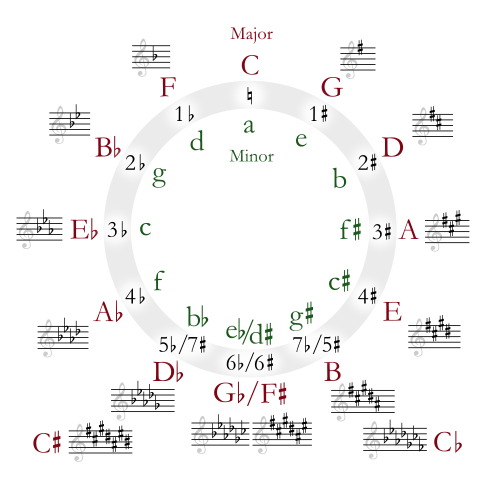 Major
C
F
G
♮
1♭
1♯
a
d
e
B♭
Minor
D
2♭
2♯
g
b
E♭
3♭
c
f♯
3♯
A
f
c♯
4♭
4♯
A♭
E
b♭
g♯
e♭/d♯
5♭/7♯
7♭/5♯
6♭/6♯
D♭
B
G♭/F♯
C♯
C♭